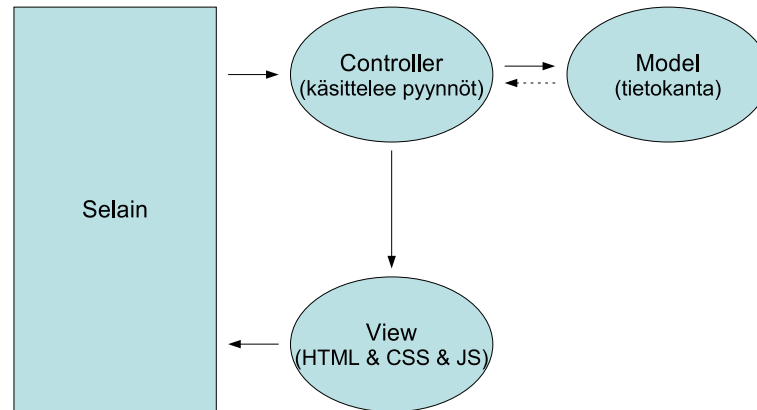 Controller
(käsittelee pyynnöt)
Model
(tietokanta)
Selain
View
(HTML & CSS & JS)